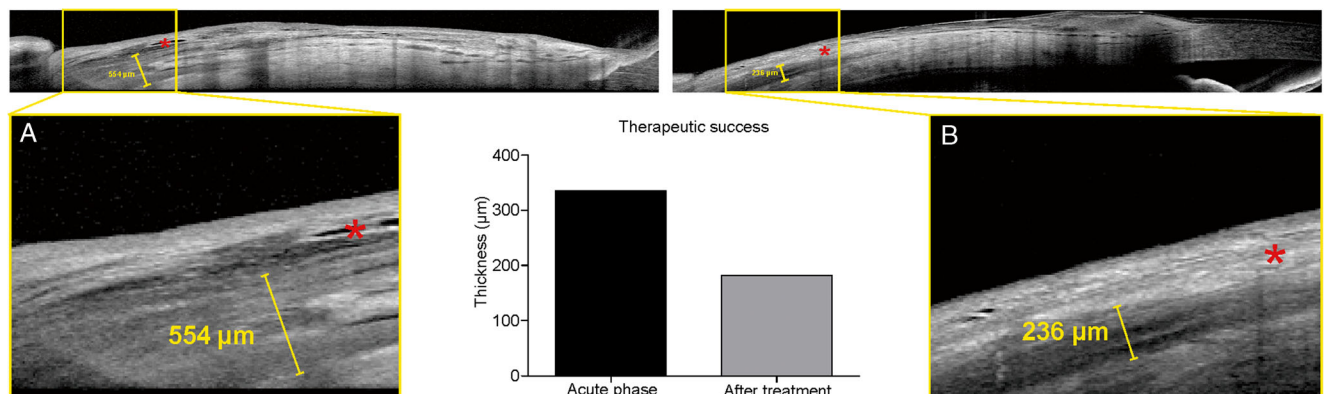 554 µm
236 µm
A
554 µm
Therapeutic success
Thickness (µm)
400
300
200
100
0
Acute phase
After treatment
B
236 µm